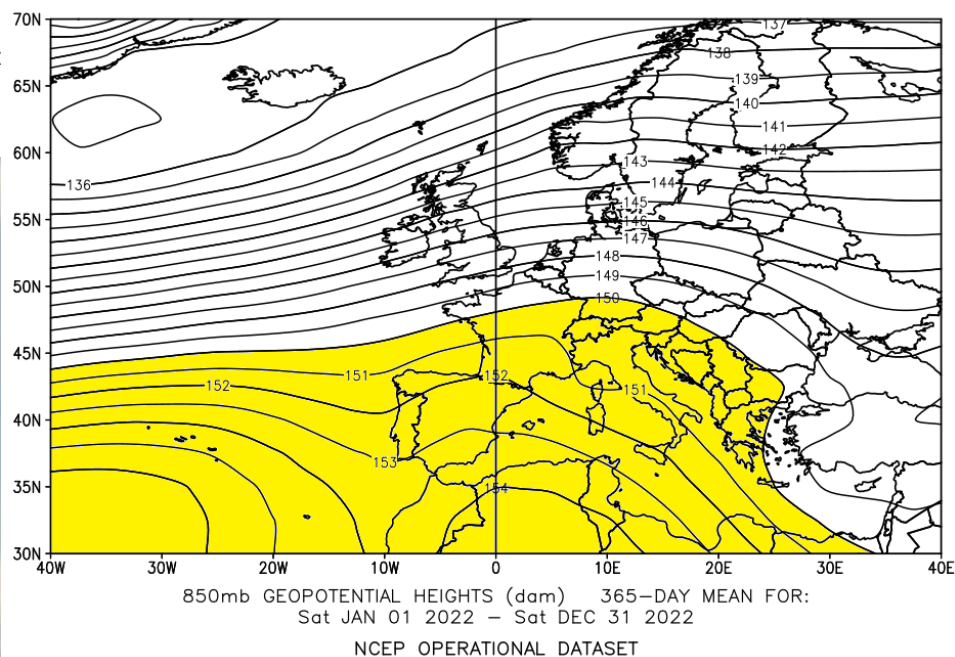 70N
65N
60N
55N
50N
45N
40N
35N
30N
137
138
139
140
141
142
143
144
145
146
147
148
149
150
136
151
152
152
151
153
154
40W 30W 20W 10W 0 10E 20E 30E 40E
850mb GEOPOTENTIAL HEIGHTS (dam) 365-DAY MEAN FOR:
Sat JAN 01 2022 - Sat DEC 31 2022
NCEP OPERATIONAL DATASET